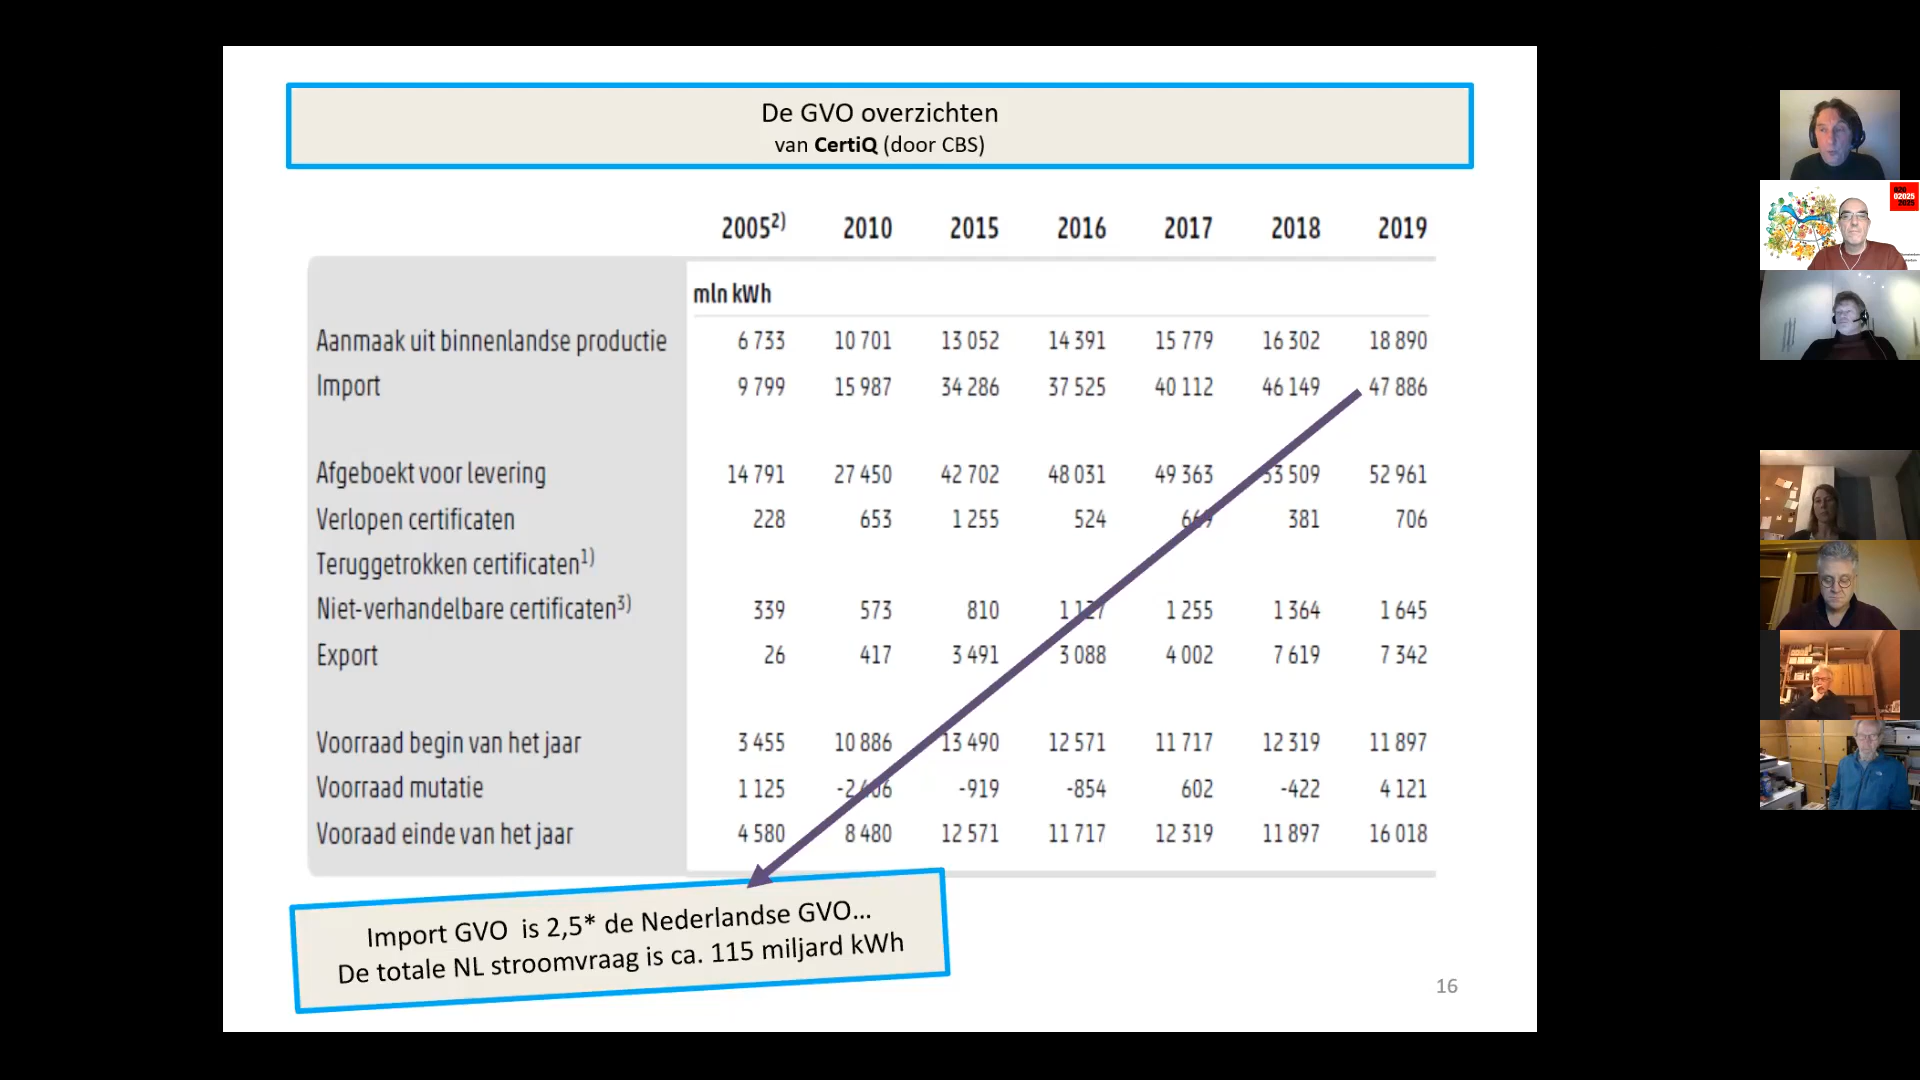 De GVO overzichten
van CertiQ (door CBS)
2005²⁾ 2010 2015 2016 2017 2018 2019
mln kWh
Aanmaak uit binnenlandse productie 6 733 10 701 13 052 14 391 15 779 16 302 18 890
Import 9 799 15 987 34 286 37 525 40 112 46 149 47 886
Afgeboekt voor levering 14 791 27 450 42 702 48 031 49 363 53 509 52 961
Verlopen certificaten 228 653 1 255 524 381 706
Teruggetrokken certificaten¹⁾
Niet-verhandelbare certificaten³⁾ 339 573 810 1 255 1 364 1 645
Export 26 417 3 491 3 088 4 002 7 619 7 342
Voorraad begin van het jaar 3 455 10 886 13 490 12 571 11 717 12 319 11 897
Voorraad mutatie 1 125 -919 -854 602 -422 4 121
Vooraad einde van het jaar 4 580 8 480 12 571 11 717 12 319 11 897 16 018
Import GVO is 2,5* de Nederlandse GVO...
De totale NL stroomvraag is ca. 115 miljard kWh
16